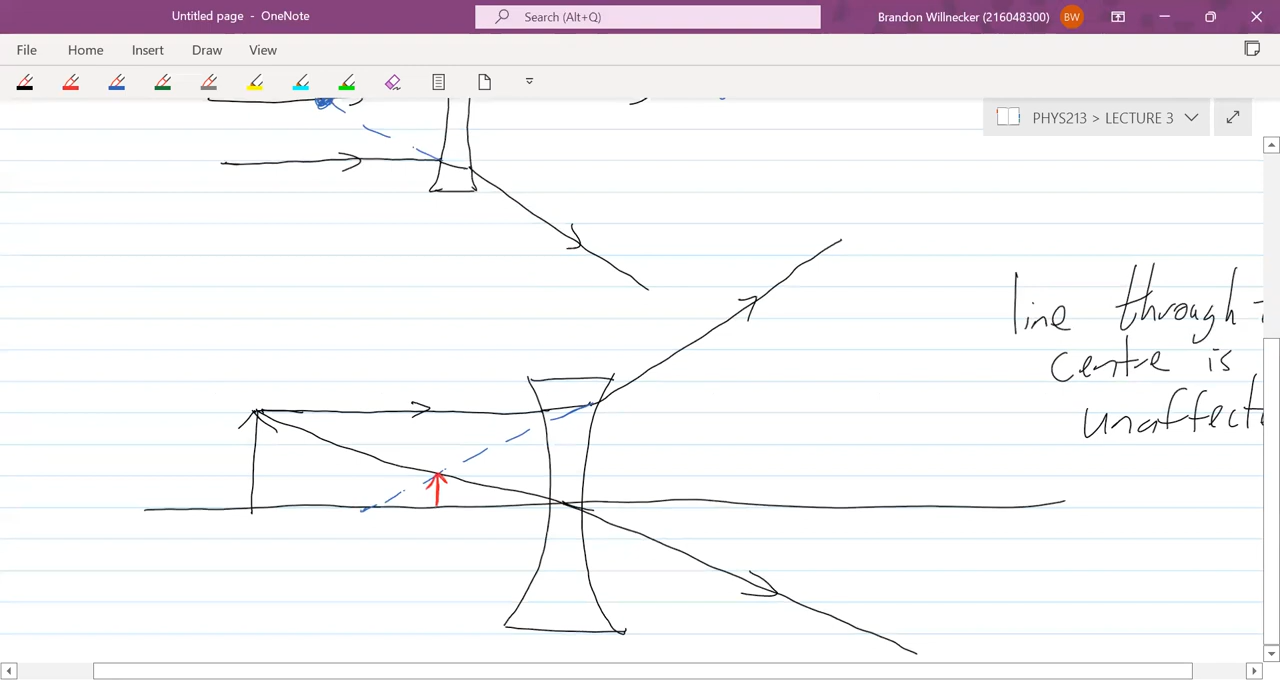 Untitled page - OneNote
Search (Alt+Q)
Brandon Willnecker (216048300)
BW
File Home Insert Draw View
PHYS213 > LECTURE 3
line through
centre is